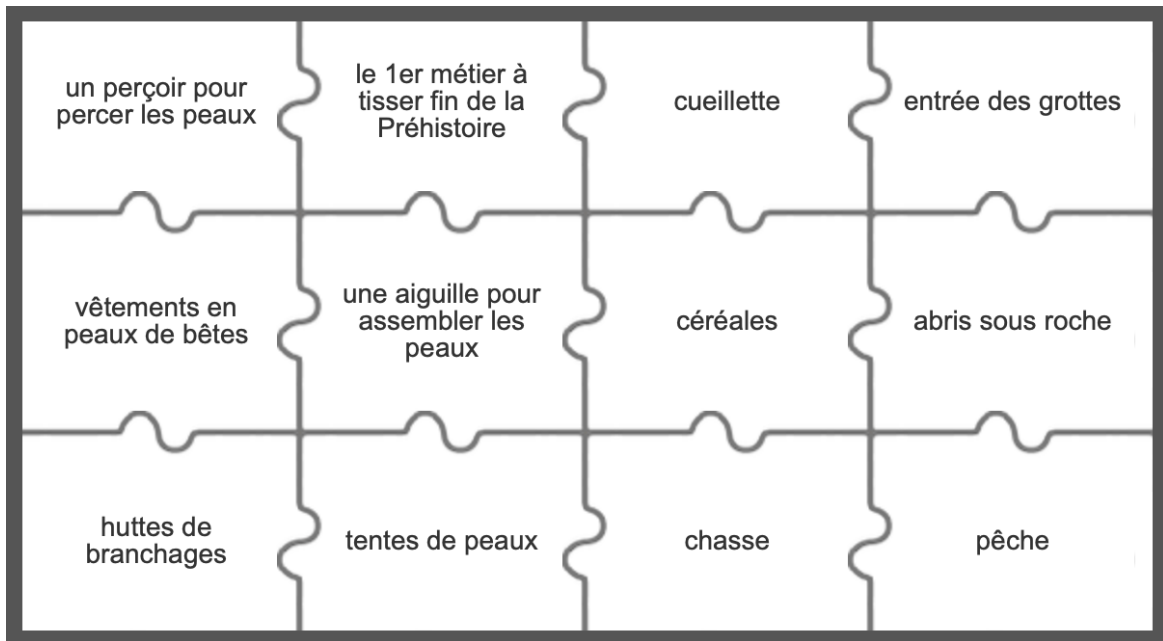 un perçoir pour
percer les peaux
le 1er métier à
tisser fin de la
Préhistoire
cueillette
entrée des grottes
vêtements en
peaux de bêtes
une aiguille pour
assembler les
peaux
céréales
abris sous roche
huttes de
branchages
tentes de peaux
chasse
pêche